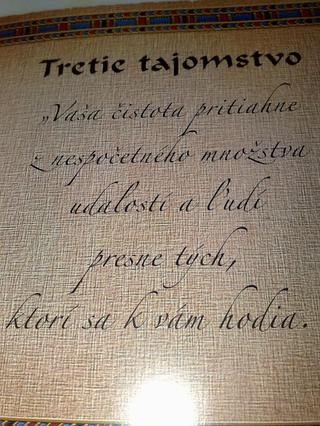 Tretie tajomstvo
„Vaša čistota pritiahne
z nespočetného množstva
udalostí a ľudí
presne tých,
ktorí sa k vám hodia.